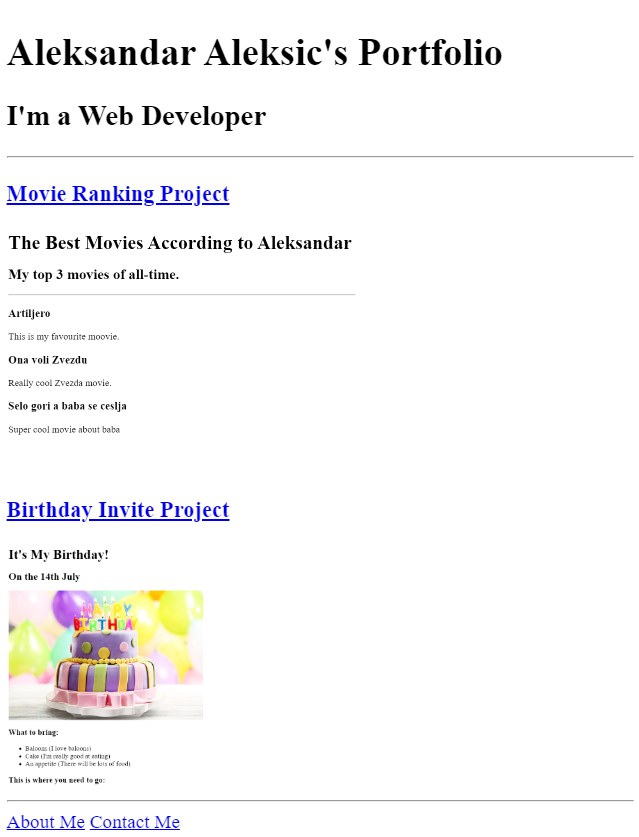 Aleksandar Aleksic's Portfolio
I'm a Web Developer
Movie Ranking Project
The Best Movies According to Aleksandar
My top 3 movies of all-time.
Artiljero
This is my favourite moovie.
Ona voli Zvezdu
Really cool Zvezda movie.
Selo gori a baba se ceslja
Super cool movie about baba
Birthday Invite Project
It's My Birthday!
On the 14th July
HAPPY
BIRTHDAY
What to bring:
Baloons (I love baloons)
Cake (I'm really good at eating)
An appetite (There will be lots of food)
This is where you need to go:
About Me Contact Me